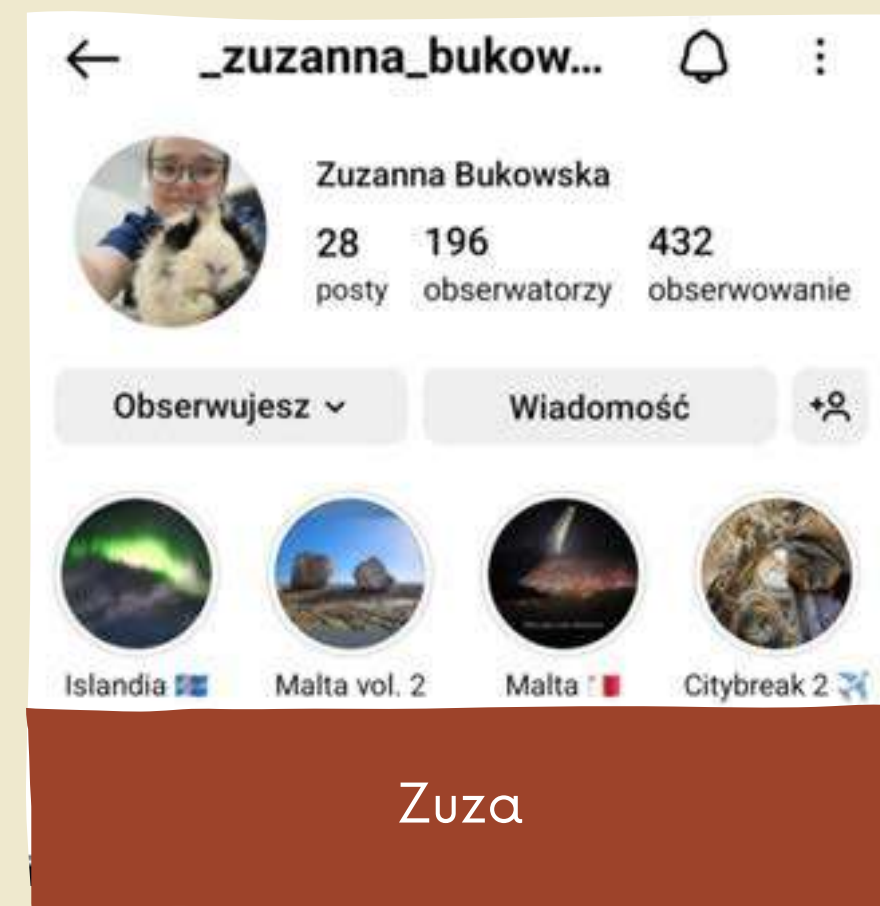 _zuzanna_bukow...
Zuzanna Bukowska
28 196 432
posty obserwatorzy obserwowanie
Obserwujesz Wiadomość
Islandia Malta vol. 2 Malta Citybreak 2
Zuza